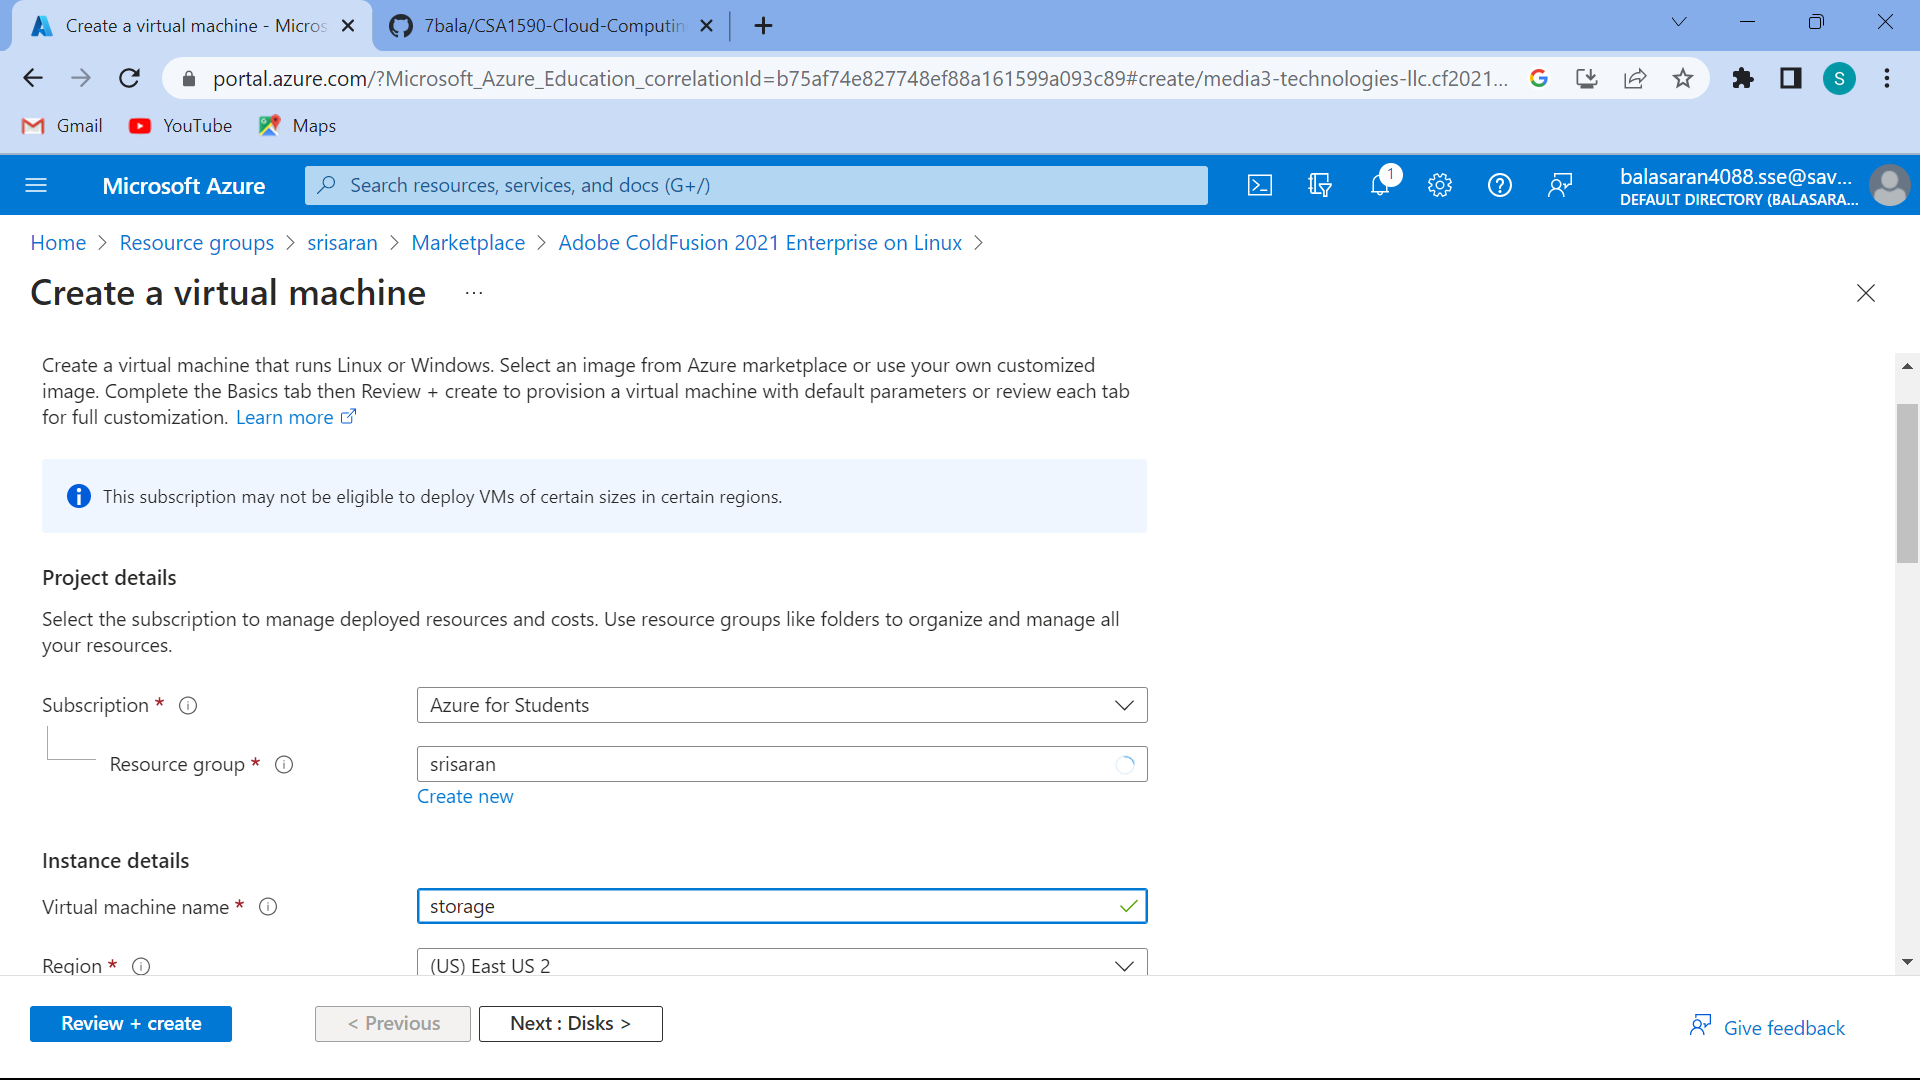 Create a virtual machine - Micros
7bala/CSA1590-Cloud-Computin
portal.azure.com/?Microsoft_Azure_Education_correlationId=b75af74e827748ef88a161599a093c89#create/media3-technologies-llc.cf2021...
S
Gmail
YouTube
Maps
Microsoft Azure
Search resources, services, and docs (G+/)
1
balasaran4088.sse@sav...
DEFAULT DIRECTORY (BALASARA...
Home > Resource groups > srisaran > Marketplace > Adobe ColdFusion 2021 Enterprise on Linux >
Create a virtual machine ...
Create a virtual machine that runs Linux or Windows. Select an image from Azure marketplace or use your own customized
image. Complete the Basics tab then Review + create to provision a virtual machine with default parameters or review each tab
for full customization. Learn more
This subscription may not be eligible to deploy VMs of certain sizes in certain regions.
Project details
Select the subscription to manage deployed resources and costs. Use resource groups like folders to organize and manage all
your resources.
Subscription *
Azure for Students
Resource group *
srisaran
Create new
Instance details
Virtual machine name *
storage
Region *
(US) East US 2
Review + create
< Previous
Next : Disks >
Give feedback